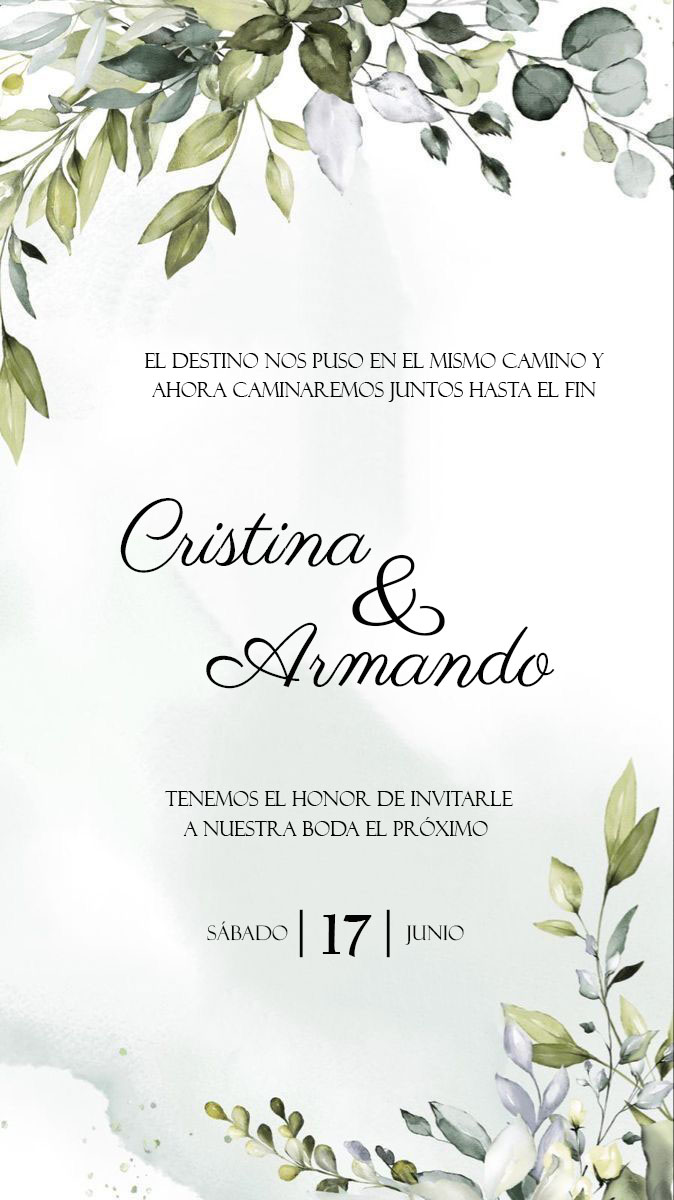 EL DESTINO NOS PUSO EN EL MISMO CAMINO Y
AHORA CAMINAREMOS JUNTOS HASTA EL FIN
Cristina
&
Armando
TENEMOS EL HONOR DE INVITARLE
A NUESTRA BODA EL PRÓXIMO
SÁBADO | 17 | JUNIO